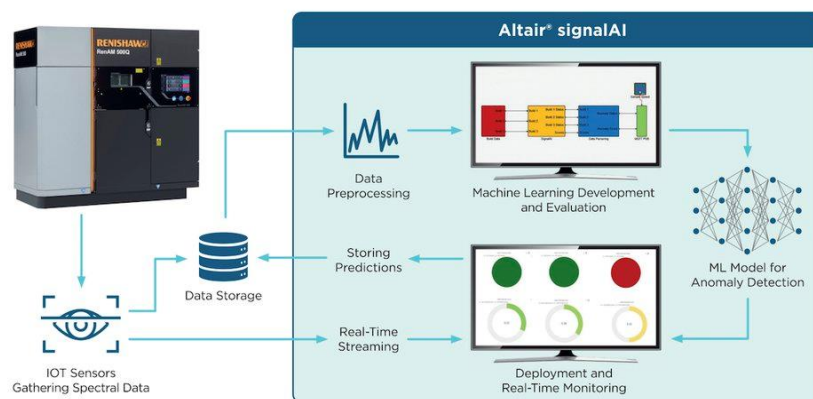 Altair® signalAI
RENISHAW
RenAM 500Q
Data
Preprocessing
Machine Learning Development
and Evaluation
ML Model for
Anomaly Detection
Storing
Predictions
Data Storage
Real-Time
Streaming
IOT Sensors
Gathering Spectral Data
Deployment and
Real-Time Monitoring